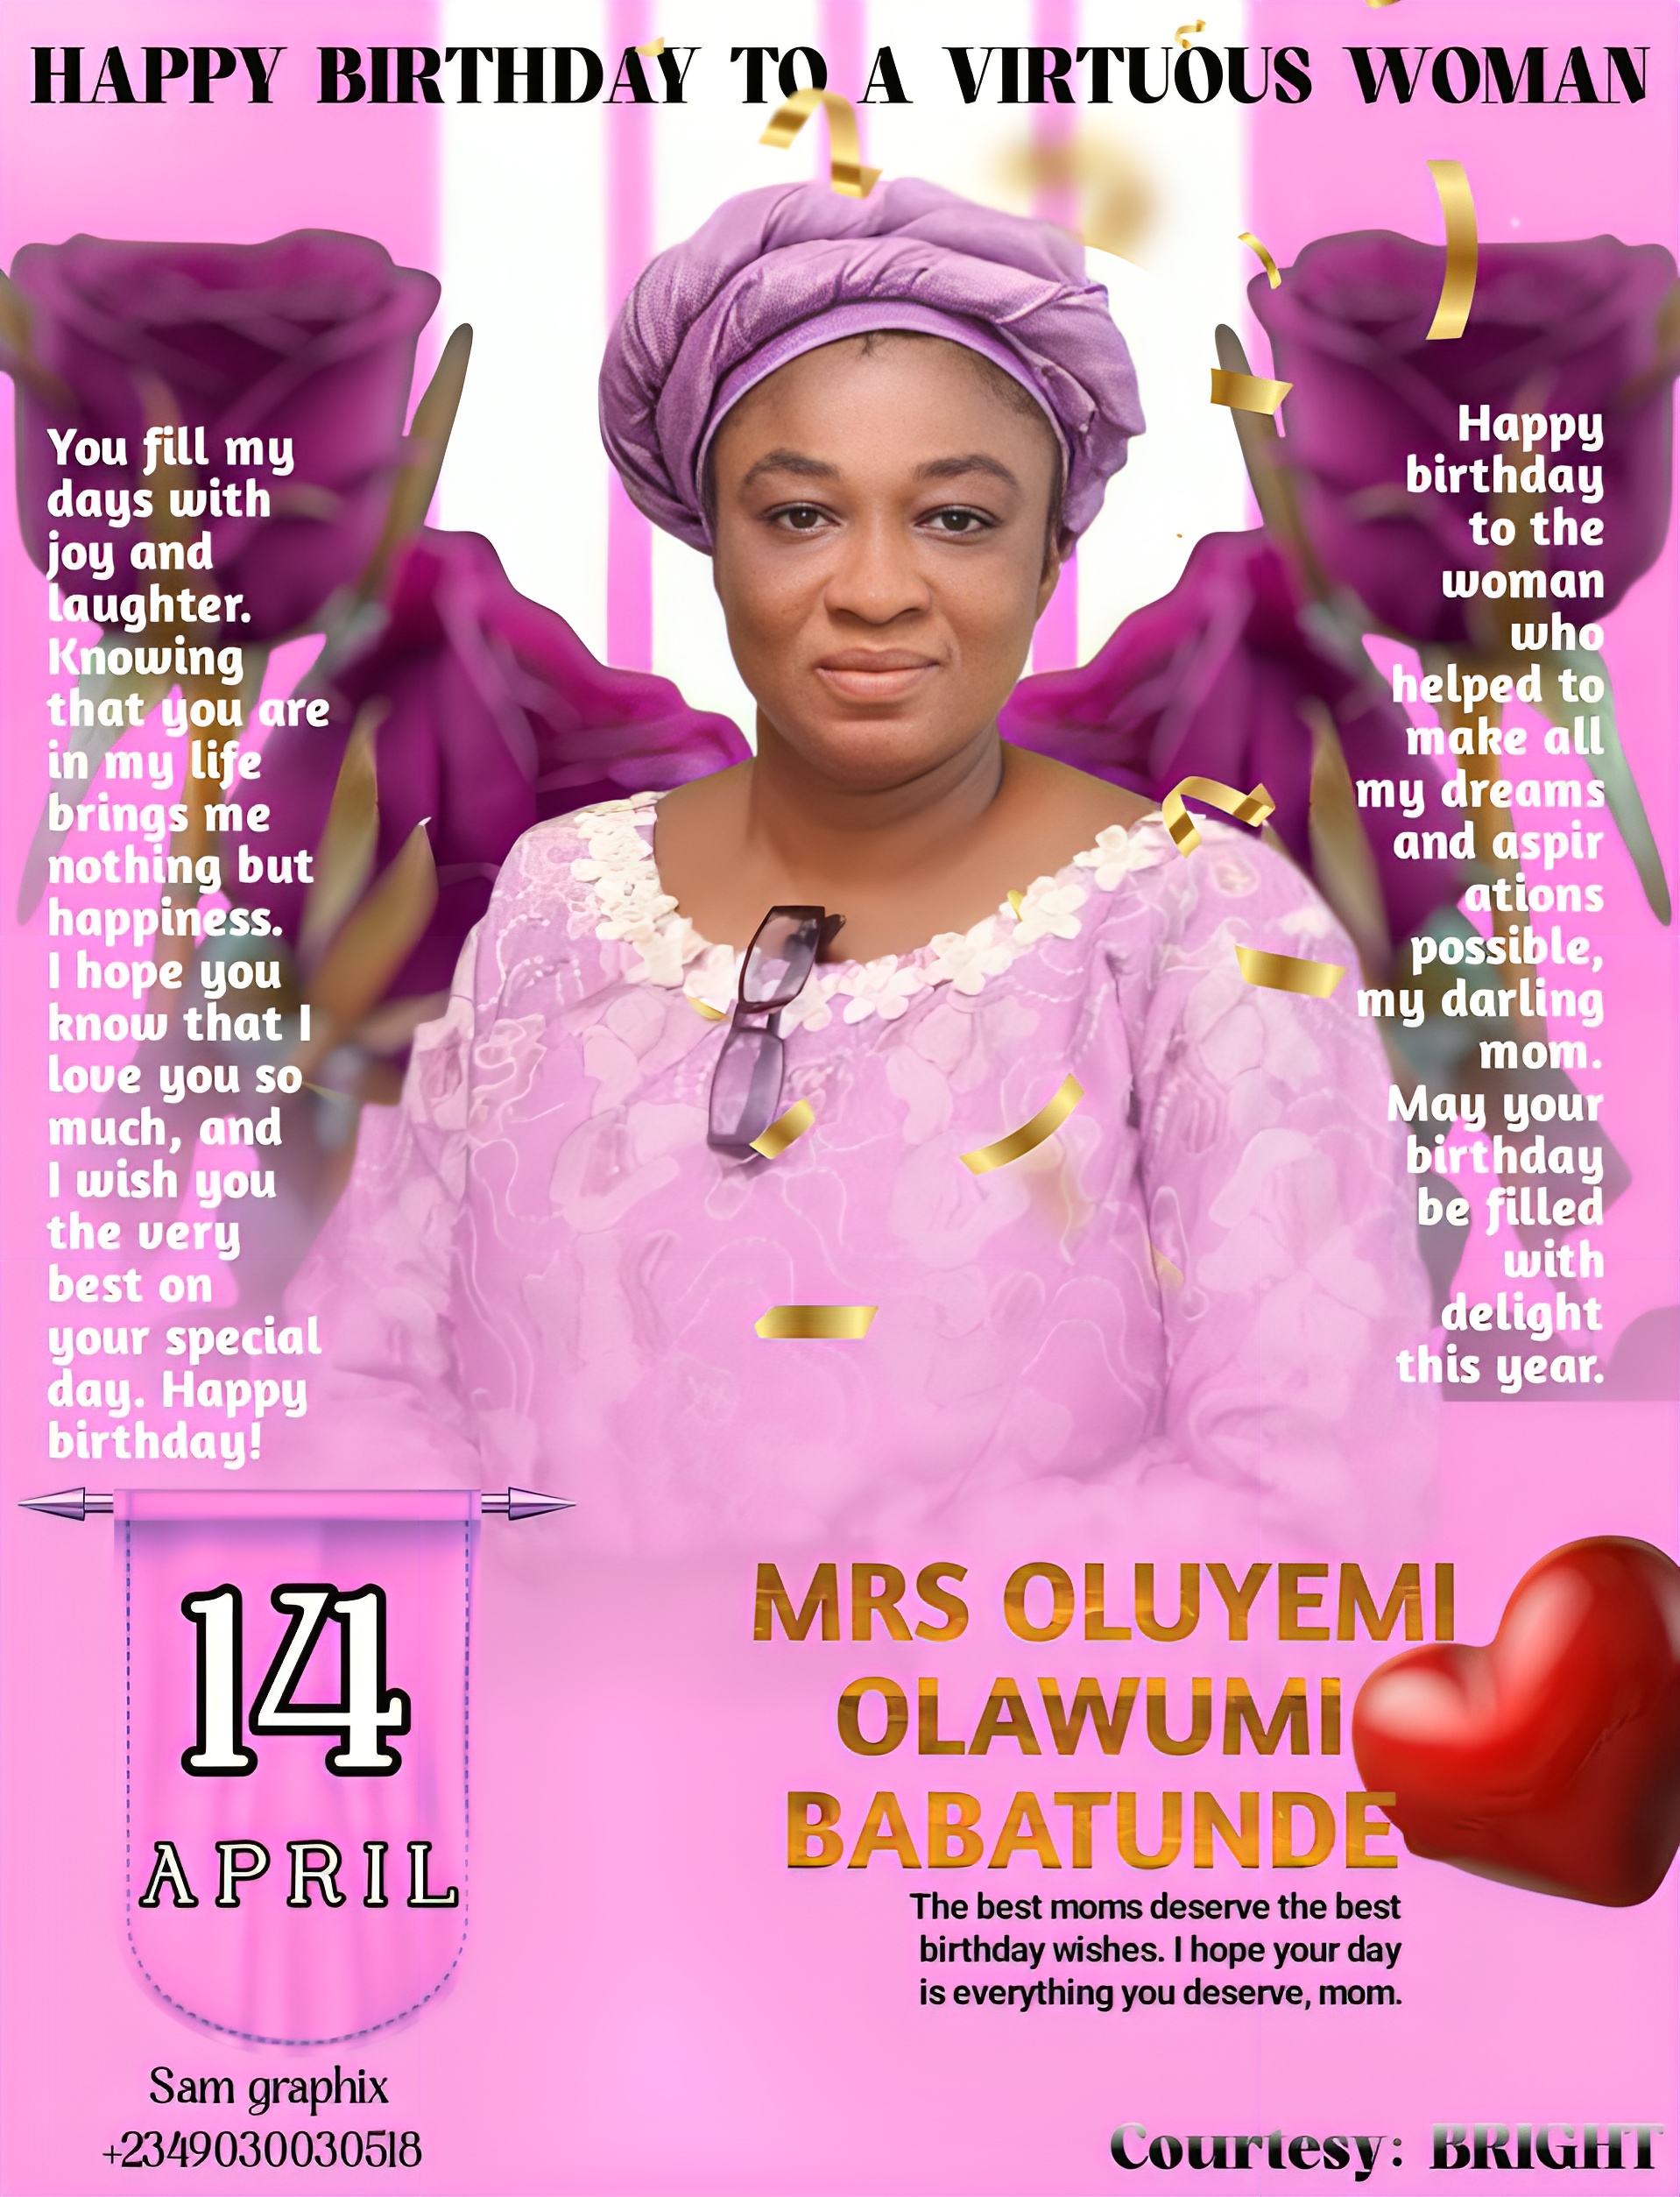 HAPPY BIRTHDAY TO A VIRTUOUS WOMAN
You fill my
days with
joy and
laughter.
Knowing
that you are
in my life
brings me
nothing but
happiness.
I hope you
know that I
love you so
much, and
I wish you
the very
best on
your special
day. Happy
birthday!
Happy
birthday
to the
woman
who
helped to
make all
my dreams
and aspir
ations
possible,
my darling
mom.
May your
birthday
be filled
with
delight
this year.
14
APRIL
MRS OLUYEMI
OLAWUMI
BABATUNDE
The best moms deserve the best
birthday wishes. I hope your day
is everything you deserve, mom.
Sam graphix
+2349030030518
Courtesy: BRIGHT